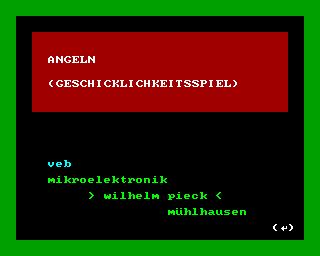 ANGELN
(GESCHICKLICHKEITSSPIEL)
veb
mikroelektronik
> wilhelm pieck <
mühlhausen
(↵)